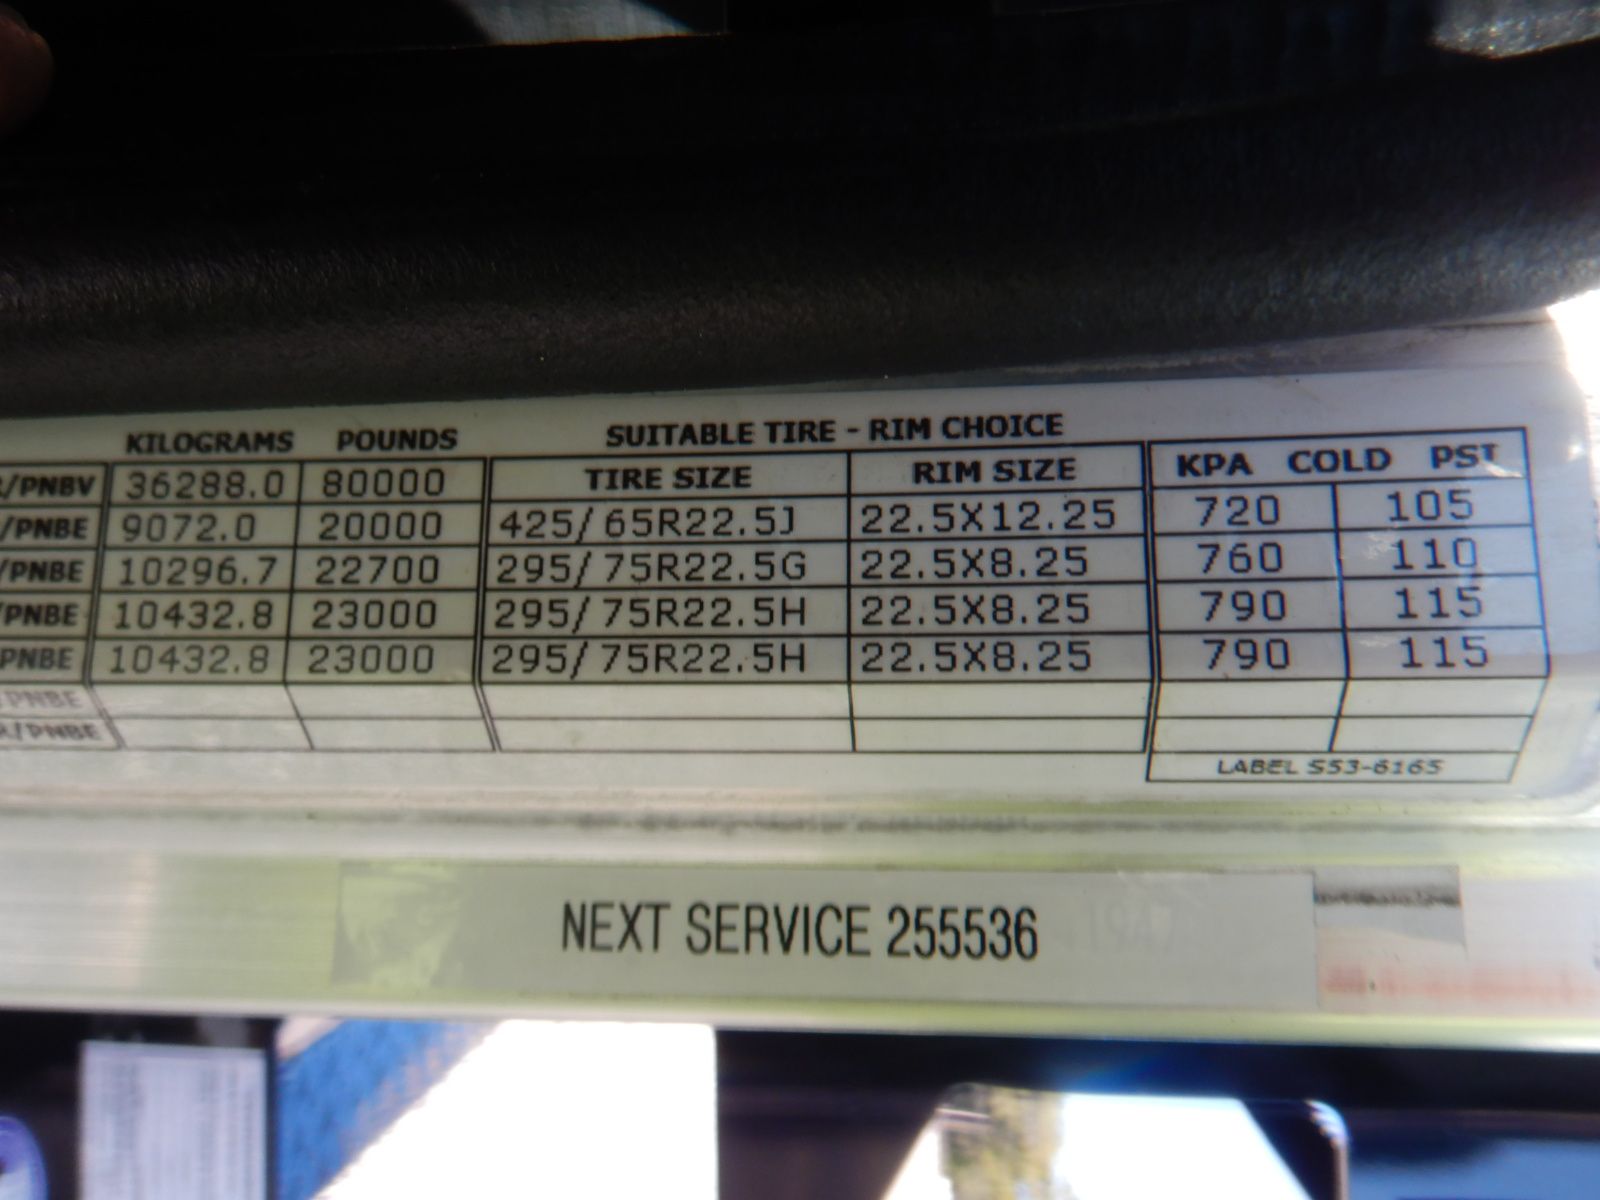 KILOGRAMS POUNDS SUITABLE TIRE - RIM CHOICE
/PNBV 36288.0 80000 TIRE SIZE RIM SIZE KPA COLD PSI
/PNBE 9072.0 20000 425/65R22.5J 22.5X12.25 720 105
/PNBE 10296.7 22700 295/75R22.5G 22.5X8.25 760 110
/PNBE 10432.8 23000 295/75R22.5H 22.5X8.25 790 115
PNBE 10432.8 23000 295/75R22.5H 22.5X8.25 790 115
/PNBE
R/PNBE
LABEL S53-6165
NEXT SERVICE 255536